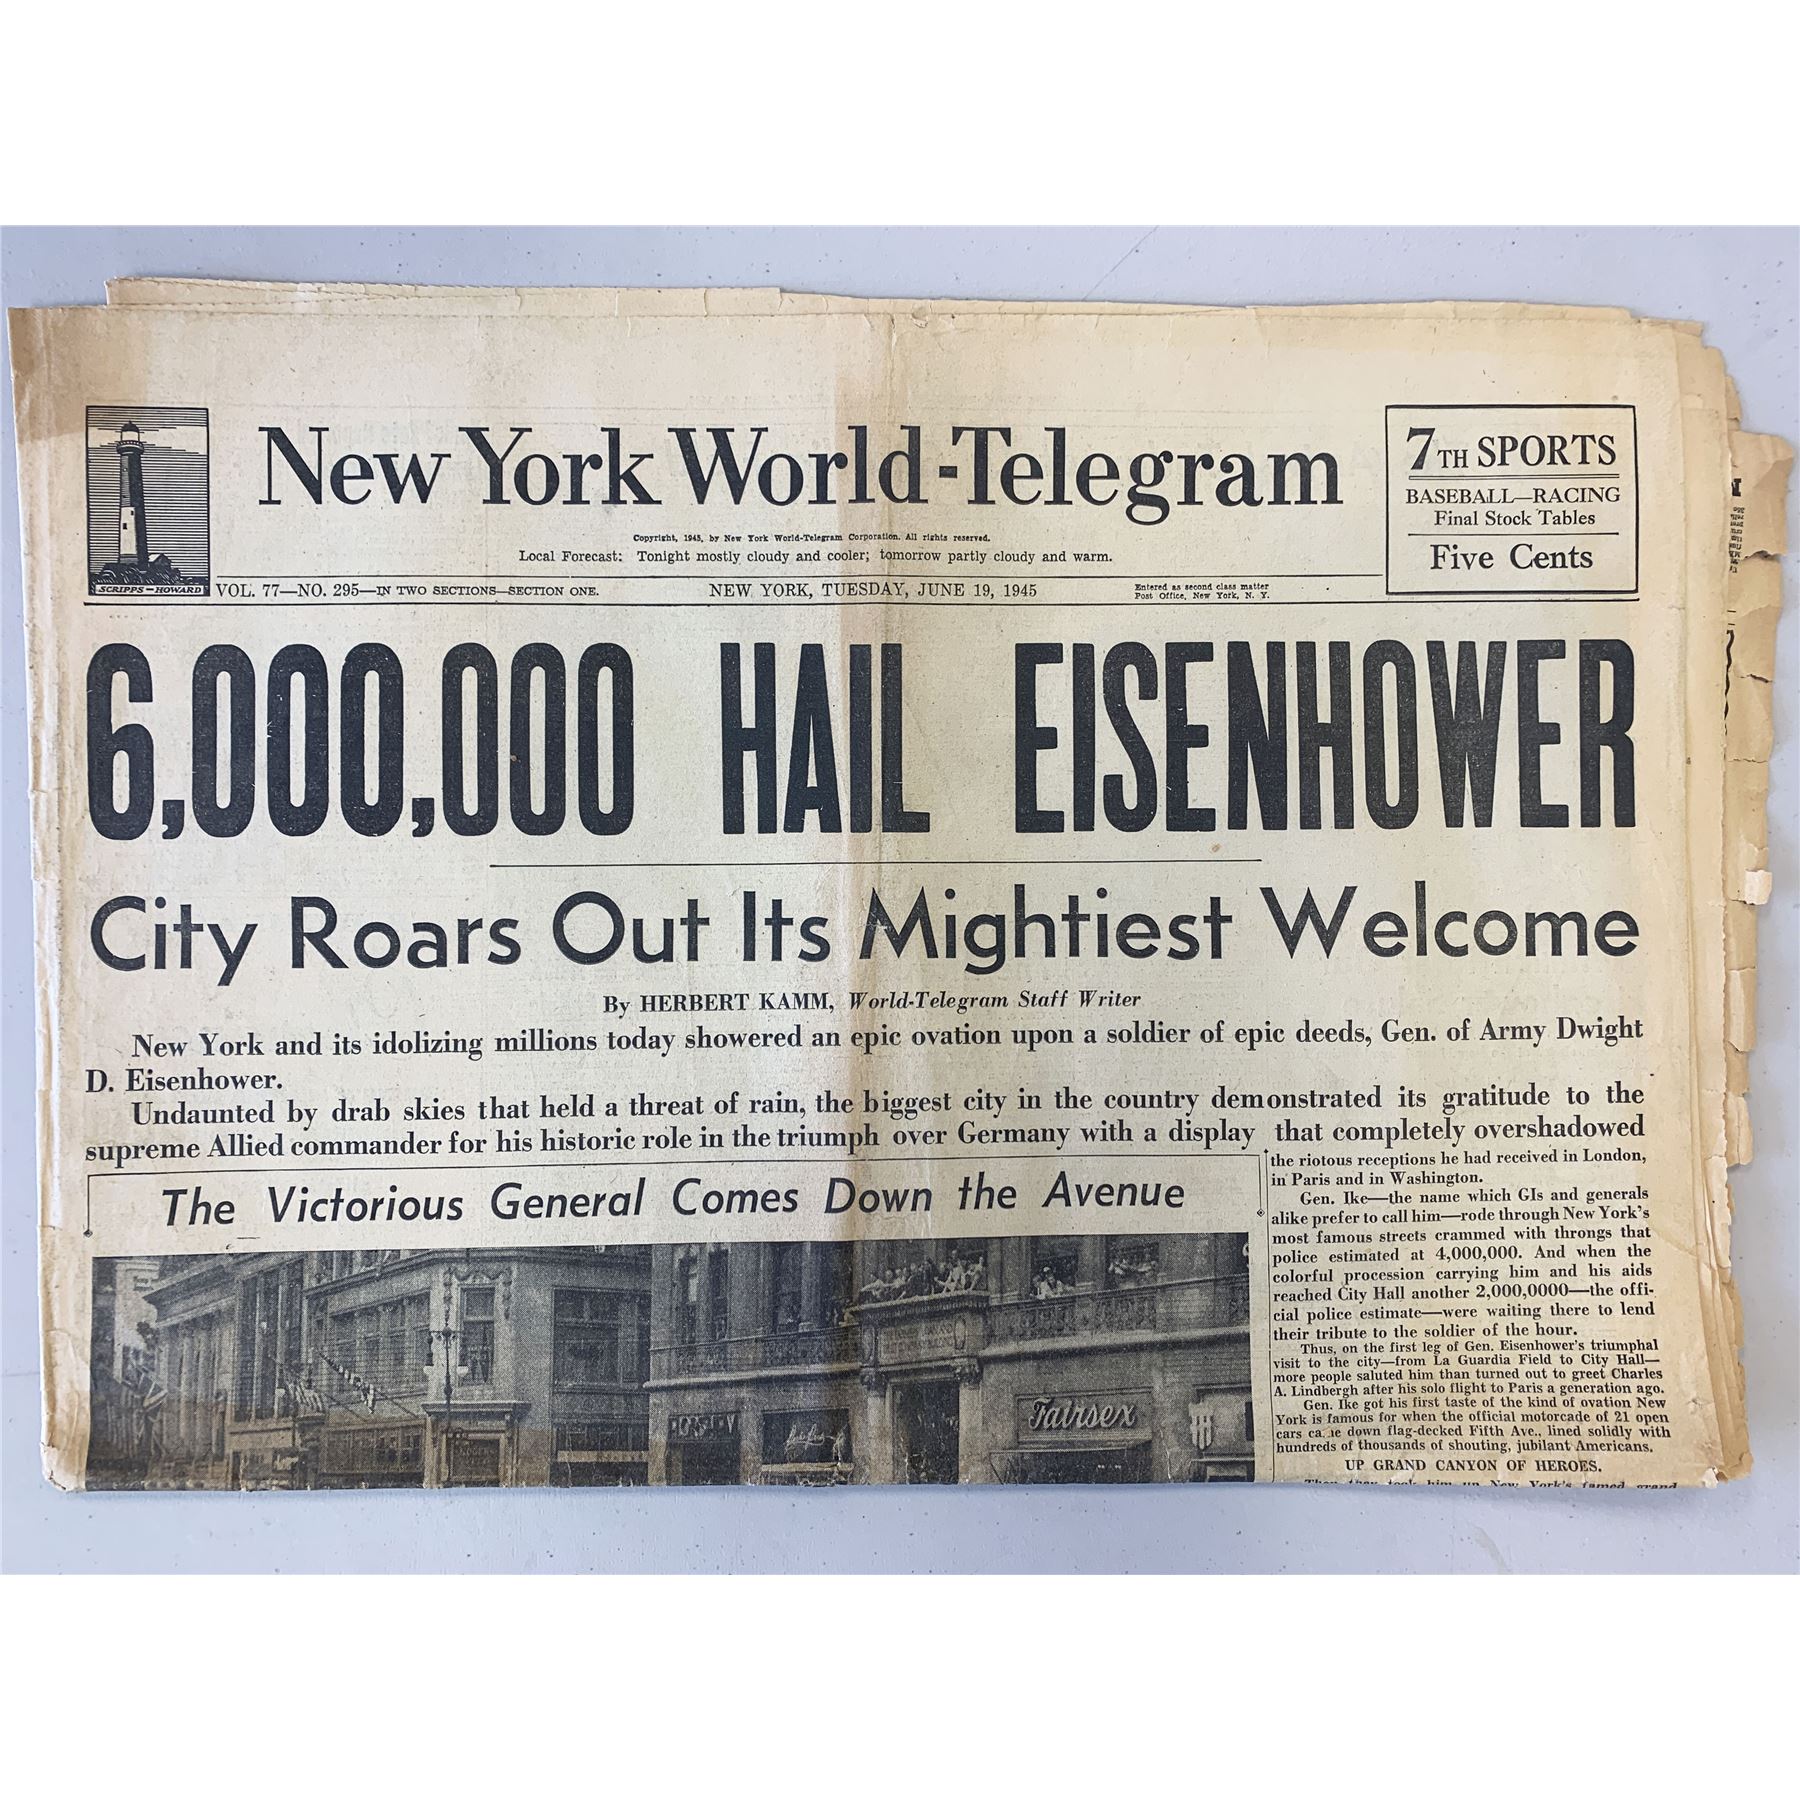 New York World-Telegram
7TH SPORTS
BASEBALL—RACING
Final Stock Tables
Five Cents
Copyright, 1945, by New York World-Telegram Corporation. All rights reserved.
Local Forecast: Tonight mostly cloudy and cooler; tomorrow partly cloudy and warm.
SCRIPPS—HOWARD
VOL. 77—NO. 295—IN TWO SECTIONS—SECTION ONE.
NEW YORK, TUESDAY, JUNE 19, 1945
Entered as second class matter
Post Office, New York, N. Y.
6,000,000 HAIL EISENHOWER
City Roars Out Its Mightiest Welcome
By HERBERT KAMM, World-Telegram Staff Writer
New York and its idolizing millions today showered an epic ovation upon a soldier of epic deeds, Gen. of Army Dwight
D. Eisenhower.
Undaunted by drab skies that held a threat of rain, the biggest city in the country demonstrated its gratitude to the
supreme Allied commander for his historic role in the triumph over Germany with a display that completely overshadowed
the riotous receptions he had received in London,
in Paris and in Washington.
Gen. Ike—the name which GIs and generals
alike prefer to call him—rode through New York's
most famous streets crammed with throngs that
police estimated at 4,000,000. And when the
colorful procession carrying him and his aids
reached City Hall another 2,000,0000—the offi-
cial police estimate—were waiting there to lend
their tribute to the soldier of the hour.
Thus, on the first leg of Gen. Eisenhower's triumphal
visit to the city—from La Guardia Field to City Hall—
more people saluted him than turned out to greet Charles
A. Lindbergh after his solo flight to Paris a generation ago.
Gen. Ike got his first taste of the kind of ovation New
York is famous for when the official motorcade of 21 open
cars came down flag-decked Fifth Ave., lined solidly with
hundreds of thousands of shouting, jubilant Americans.
UP GRAND CANYON OF HEROES.
Then they took him up New York's famed grand
The Victorious General Comes Down the Avenue
Fairsex